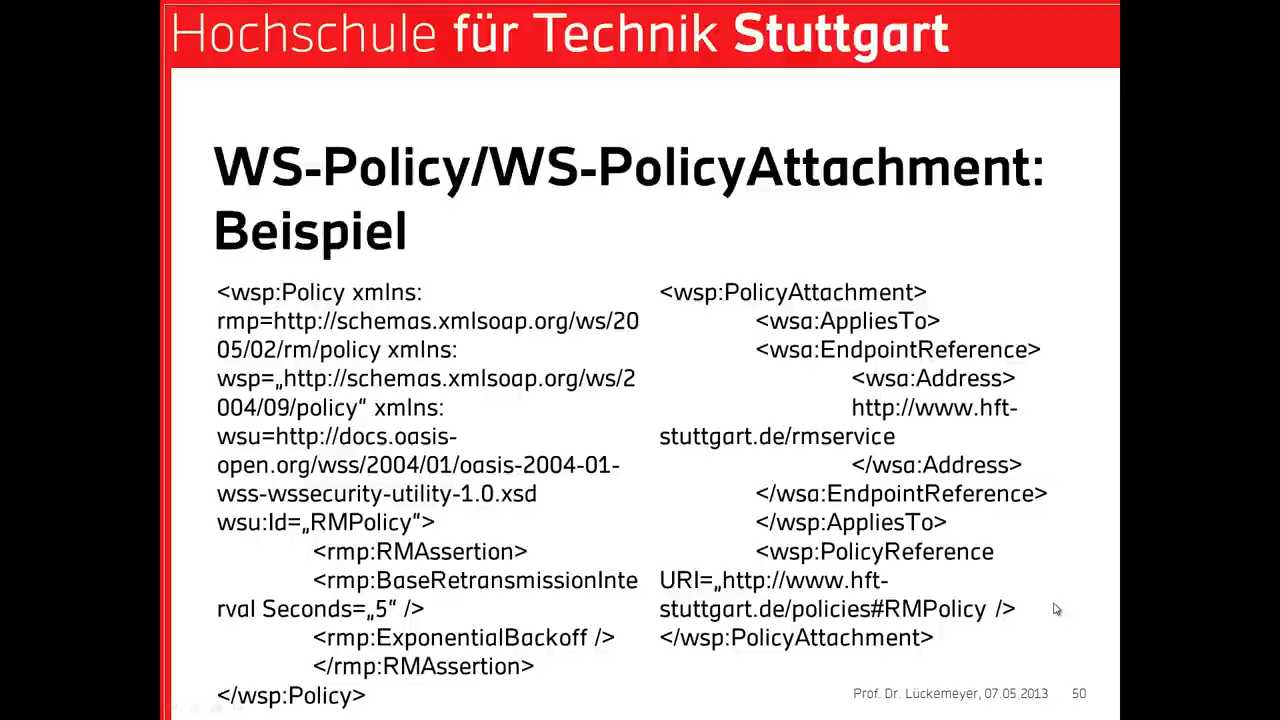 Hochschule für Technik Stuttgart
WS-Policy/WS-PolicyAttachment:
Beispiel
<wsp:Policy xmlns:
rmp=http://schemas.xmlsoap.org/ws/20
05/02/rm/policy xmlns:
wsp=„http://schemas.xmlsoap.org/ws/2
004/09/policy“ xmlns:
wsu=http://docs.oasis-
open.org/wss/2004/01/oasis-2004-01-
wss-wssecurity-utility-1.0.xsd
wsu:Id=„RMPolicy“>
<rmp:RMAssertion>
<rmp:BaseRetransmissionInte
rval Seconds=„5“ />
<rmp:ExponentialBackoff />
</rmp:RMAssertion>
</wsp:Policy>
<wsp:PolicyAttachment>
<wsa:AppliesTo>
<wsa:EndpointReference>
<wsa:Address>
http://www.hft-
stuttgart.de/rmservice
</wsa:Address>
</wsa:EndpointReference>
</wsp:AppliesTo>
<wsp:PolicyReference
URI=„http://www.hft-
stuttgart.de/policies#RMPolicy />
</wsp:PolicyAttachment>
Prof. Dr. Lückemeyer, 07.05.2013 50